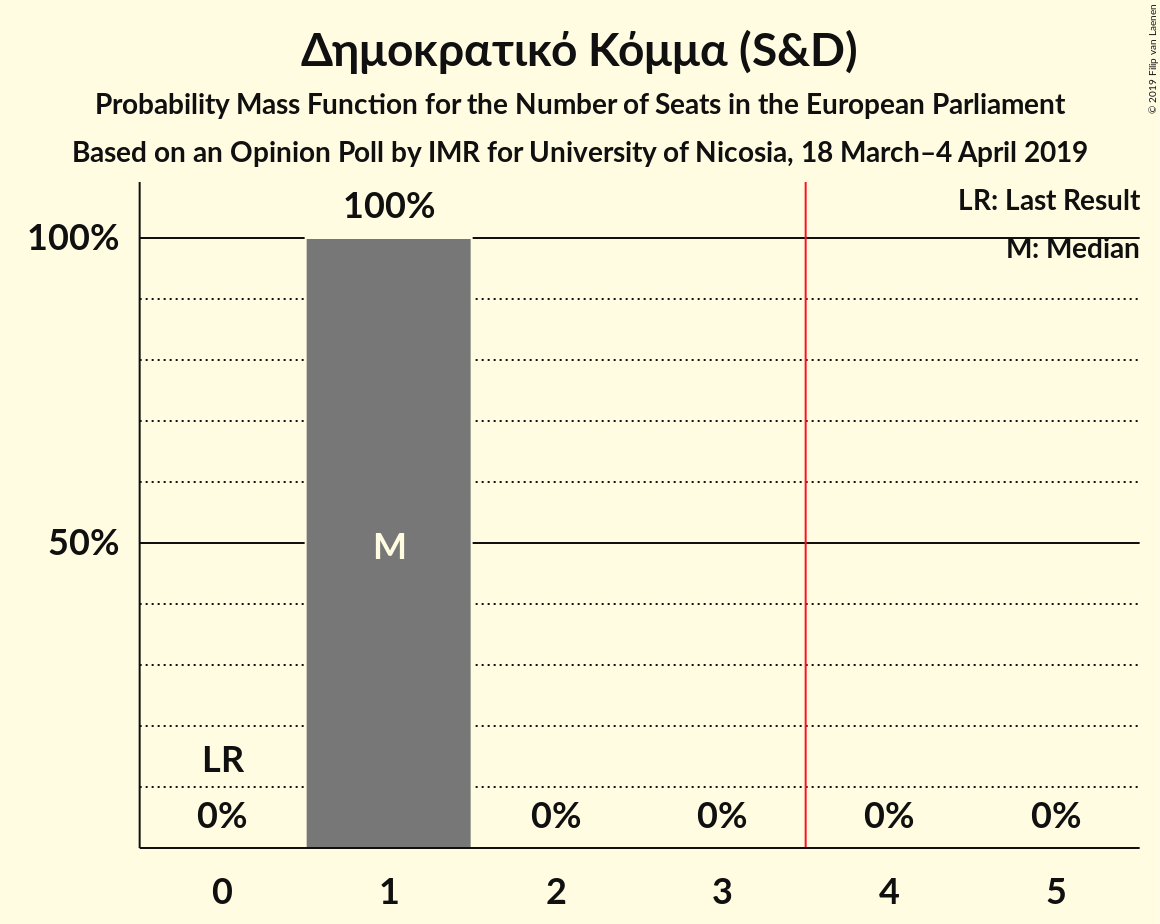 Δημοκρατικό Κόμμα (S&D)
Probability Mass Function for the Number of Seats in the European Parliament
Based on an Opinion Poll by IMR for University of Nicosia, 18 March–4 April 2019
© 2019 Filip van Laenen
LR: Last Result
M: Median
100%
100%
50%
M
LR
0%
0%
0%
0%
0%
0 1 2 3 4 5